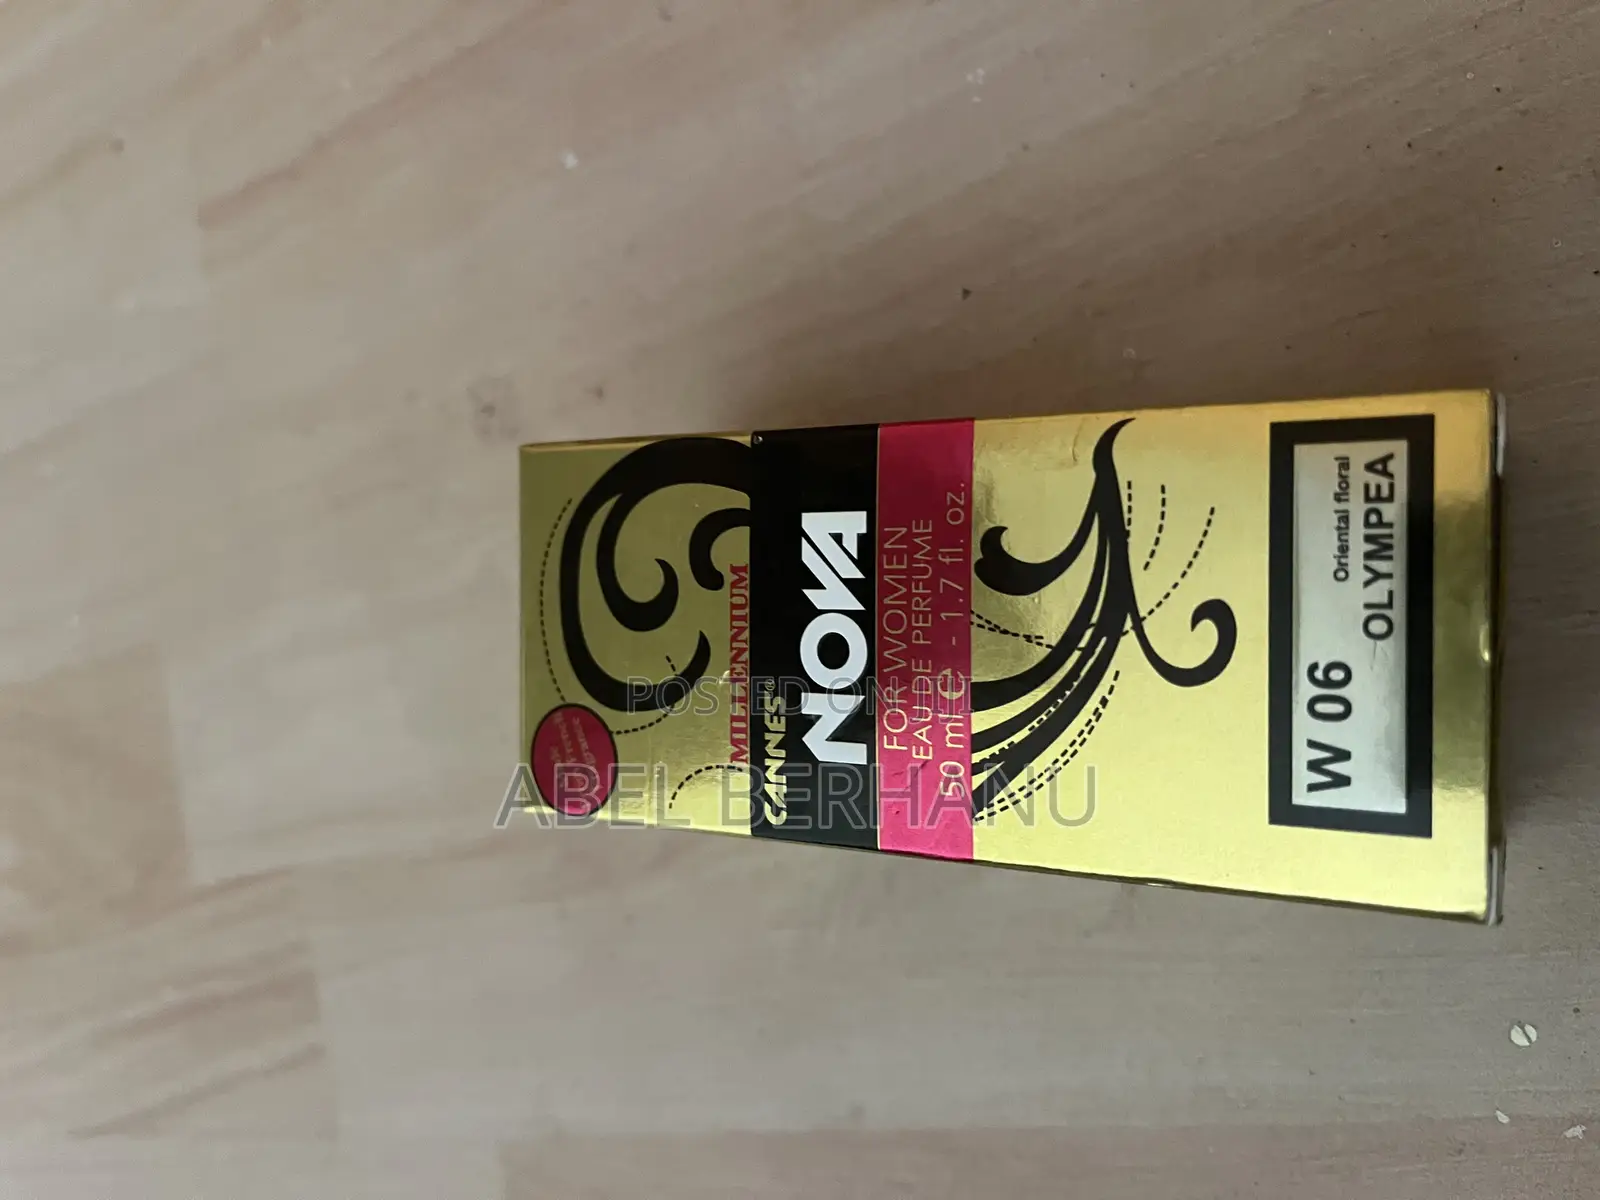 MILLENNIUM
CANNES®
NOVA
FOR WOMEN
EAU DE PERFUME
50 ml e - 1.7 fl. oz.
Oriental floral
W 06
OLYMPEA
POSTED ON
ABEL BERHANU